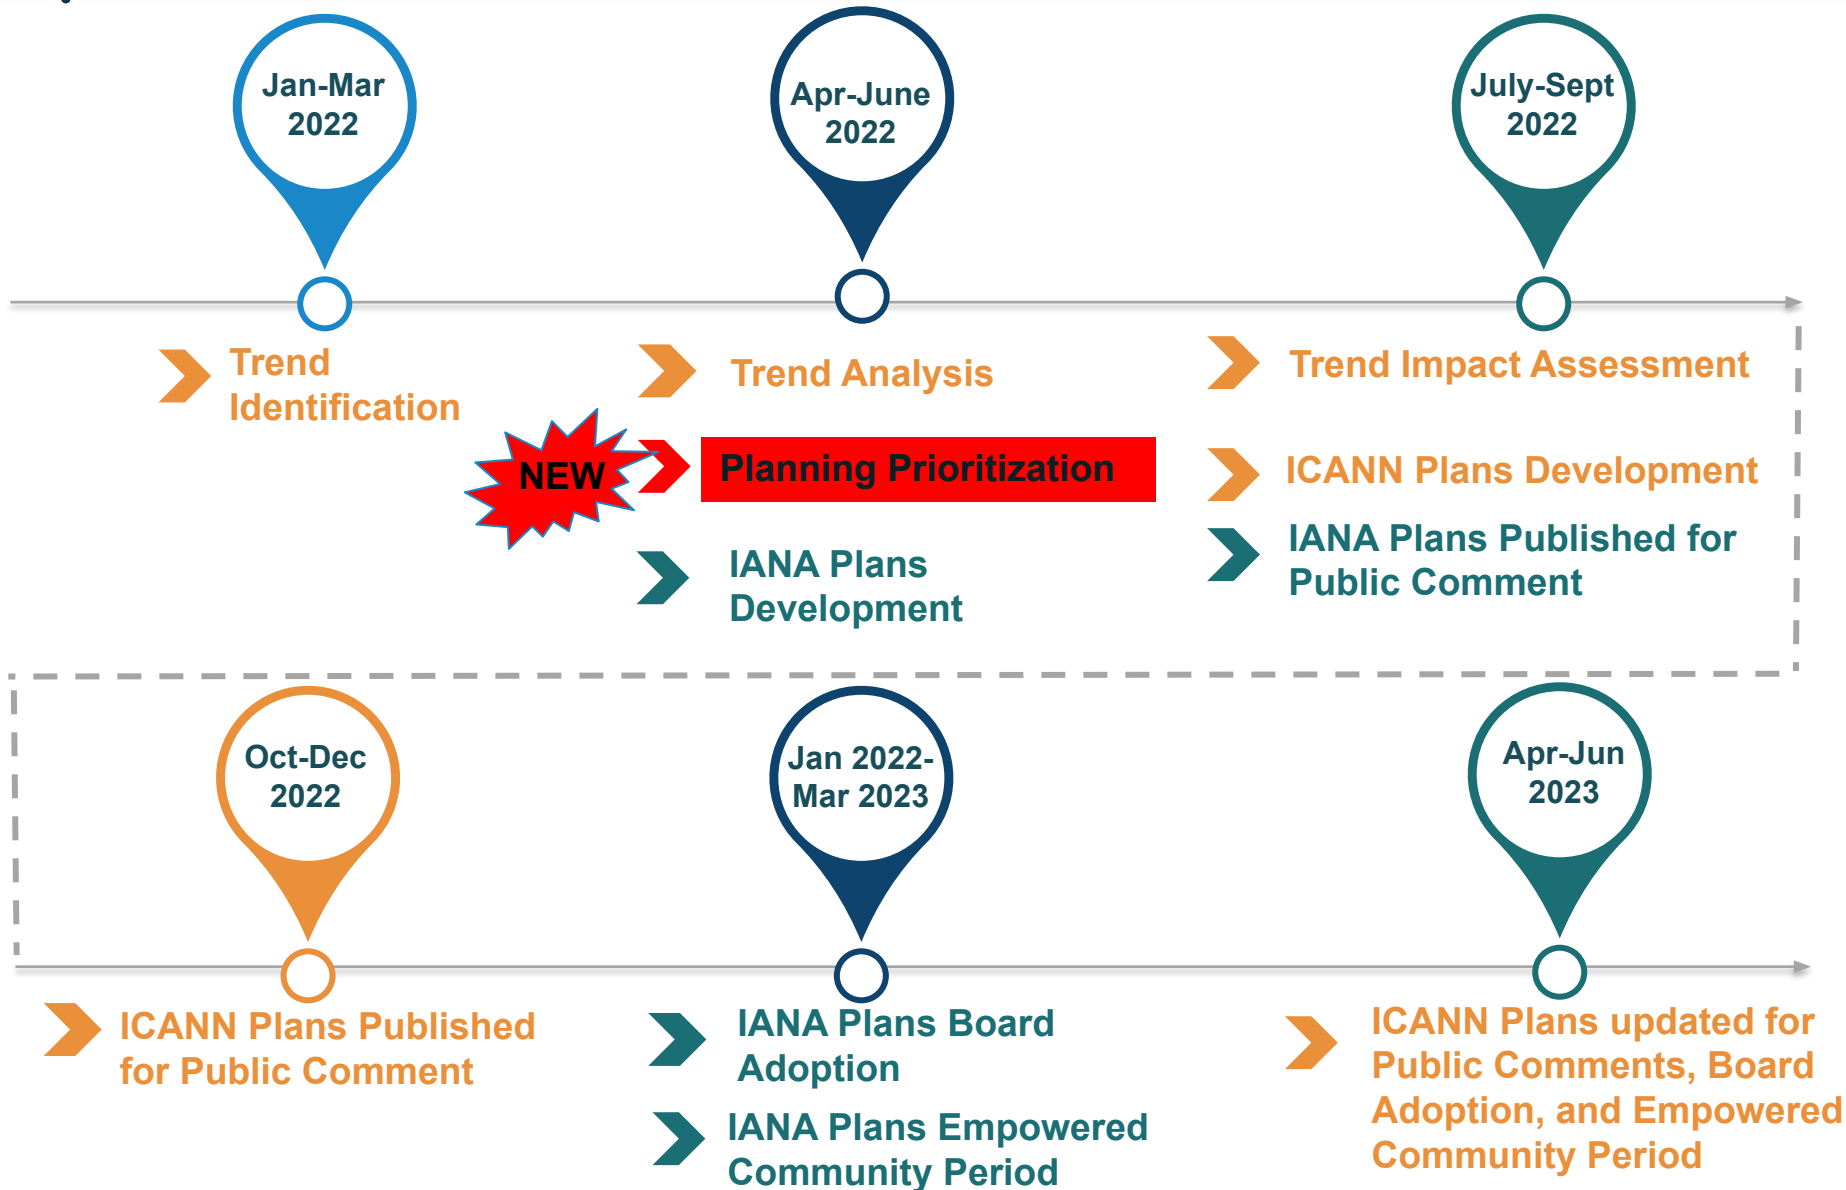 Jan-Mar
2022
Apr-June
2022
July-Sept
2022
Trend
Identification
Trend Analysis
NEW
Planning Prioritization
IANA Plans
Development
Trend Impact Assessment
ICANN Plans Development
IANA Plans Published for
Public Comment
Oct-Dec
2022
Jan 2022-
Mar 2023
Apr-Jun
2023
ICANN Plans Published
for Public Comment
IANA Plans Board
Adoption
IANA Plans Empowered
Community Period
ICANN Plans updated for
Public Comments, Board
Adoption, and Empowered
Community Period